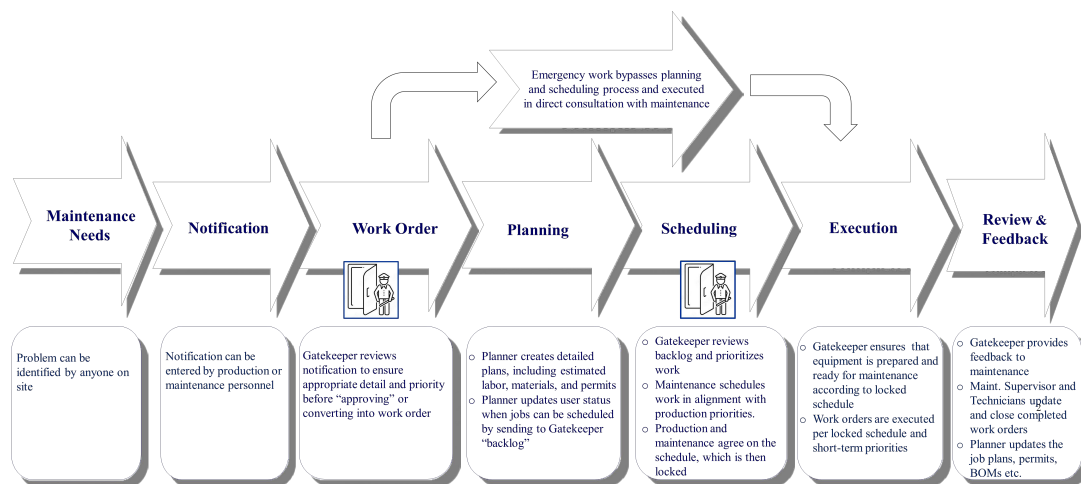 Emergency work bypasses planning
and scheduling process and executed
in direct consultation with maintenance
Maintenance
Needs
Notification
Work Order
Planning
Scheduling
Execution
Review &
Feedback
Problem can be
identified by anyone on
site
Notification can be
entered by production or
maintenance personnel
Gatekeeper reviews
notification to ensure
appropriate detail and priority
before “approving” or
converting into work order
o Planner creates detailed
plans, including estimated
labor, materials, and permits
o Planner updates user status
when jobs can be scheduled
by sending to Gatekeeper
“backlog”
o Gatekeeper reviews
backlog and prioritizes
work
o Maintenance schedules
work in alignment with
production priorities.
o Production and
maintenance agree on the
schedule, which is then
locked
o Gatekeeper ensures that
equipment is prepared and
ready for maintenance
according to locked
schedule
o Work orders are executed
per locked schedule and
short-term priorities
o Gatekeeper provides
feedback to
maintenance
o Maint. Supervisor and
Technicians update
and close completed
work orders
o Planner updates the
job plans, permits,
BOMs etc.
2